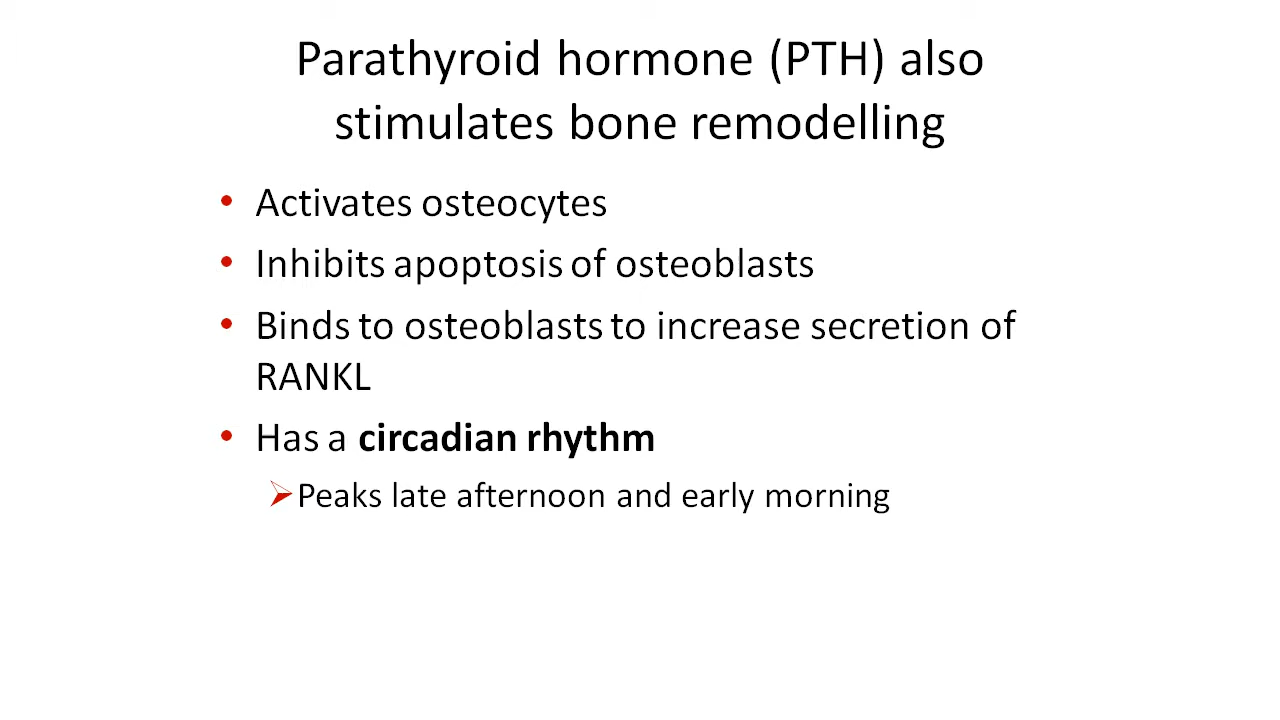 Parathyroid hormone (PTH) also
stimulates bone remodelling
• Activates osteocytes
• Inhibits apoptosis of osteoblasts
• Binds to osteoblasts to increase secretion of
RANKL
• Has a circadian rhythm
➢Peaks late afternoon and early morning